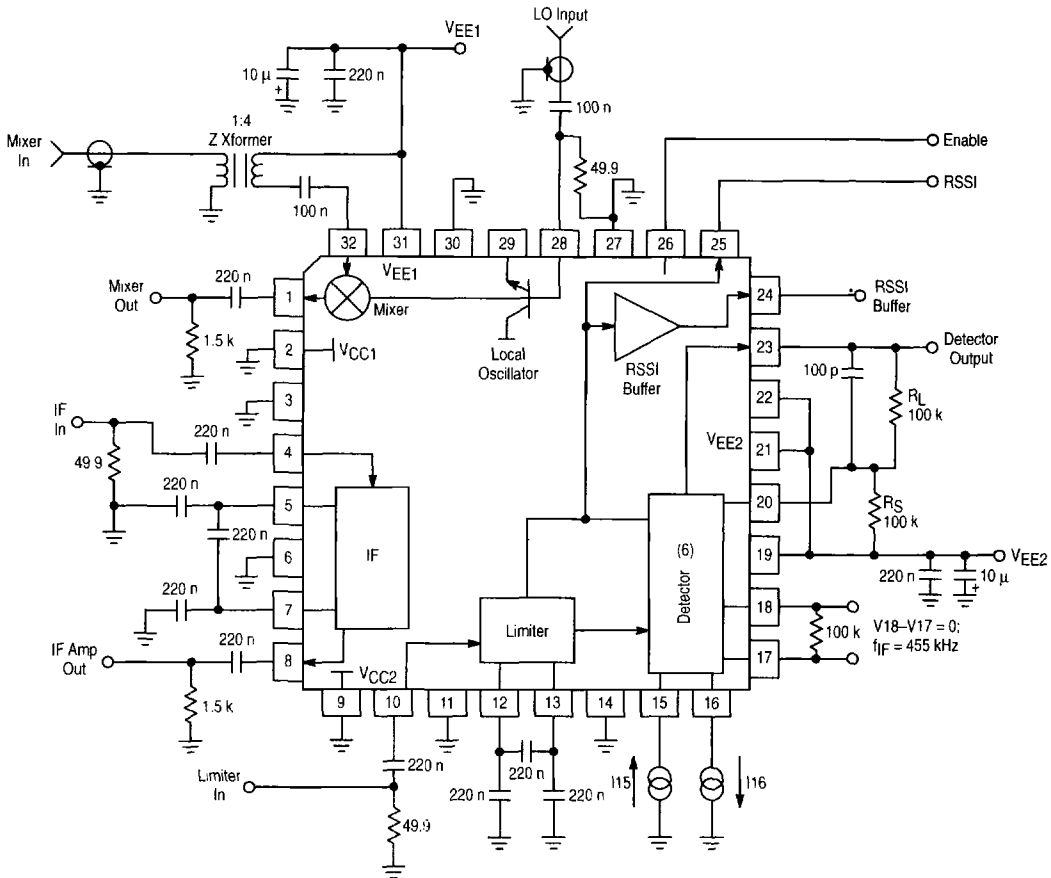 LO Input
VEE1
10 µ
+
220 n
100 n
1:4
Z Xformer
Mixer
In
49.9
Enable
RSSI
100 n
32
31
30
29
28
27
26
25
VEE1
Mixer
Out
220 n
1
Mixer
24
RSSI
Buffer
1.5 k
2
VCC1
Local
Oscillator
RSSI
Buffer
23
Detector
Output
100 p
RL
100 k
3
22
IF
In
220 n
4
VEE2
21
49 9
220 n
5
20
RS
100 k
220 n
6
IF
(6)
Detector
19
VEE2
220 n
10 µ
+
220 n
7
Limiter
18
100 k
V18–V17 = 0;
fIF = 455 kHz
IF Amp
Out
220 n
8
17
VCC2
1.5 k
9
10
11
12
13
14
15
16
220 n
220 n
I15
I16
Limiter
In
220 n
220 n
49.9